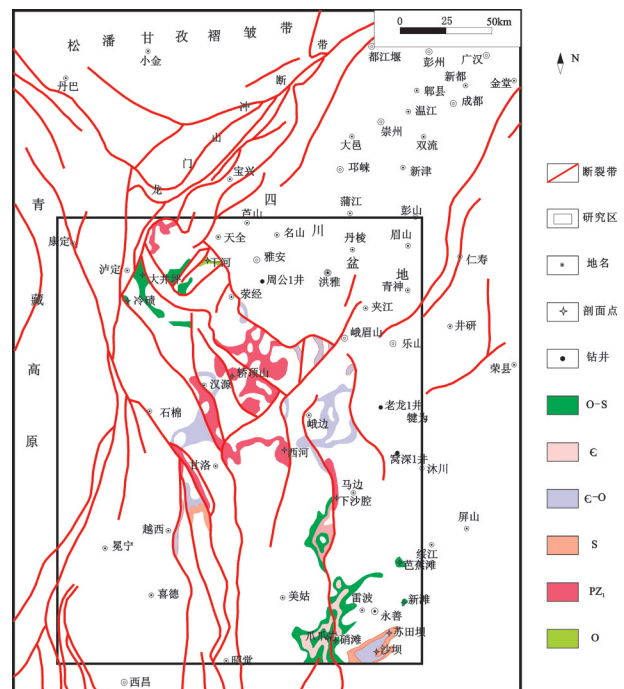 0 25 50km
松潘甘孜褶皱带
小金
丹巴
都江堰
彭州
广汉
新都
金堂
郫县
成都
温江
崇州
大邑
双流
邛崃
新津
龙门山冲断带
宝兴
蒲江
彭山
青藏高原
四川盆地
芦山
康定
天全
名山
丹棱
眉山
仁寿
泸定
大井坪
干河
雅安
周公1井
洪雅
青神
冷碛
荥经
夹江
井研
峨眉山
乐山
荣县
轿顶山
汉源
石棉
老龙1井
犍为
峨边
西河
甘洛
窝深1井
沐川
马边
下沙腔
屏山
越西
冕宁
绥江
芭蕉滩
喜德
美姑
雷波
新滩
永善
苏田坝
硝滩
沙坝
昭觉
西昌
N
断裂带
研究区
地名
剖面点
钻井
O-S
Є
Є-O
S
PZ₁
O